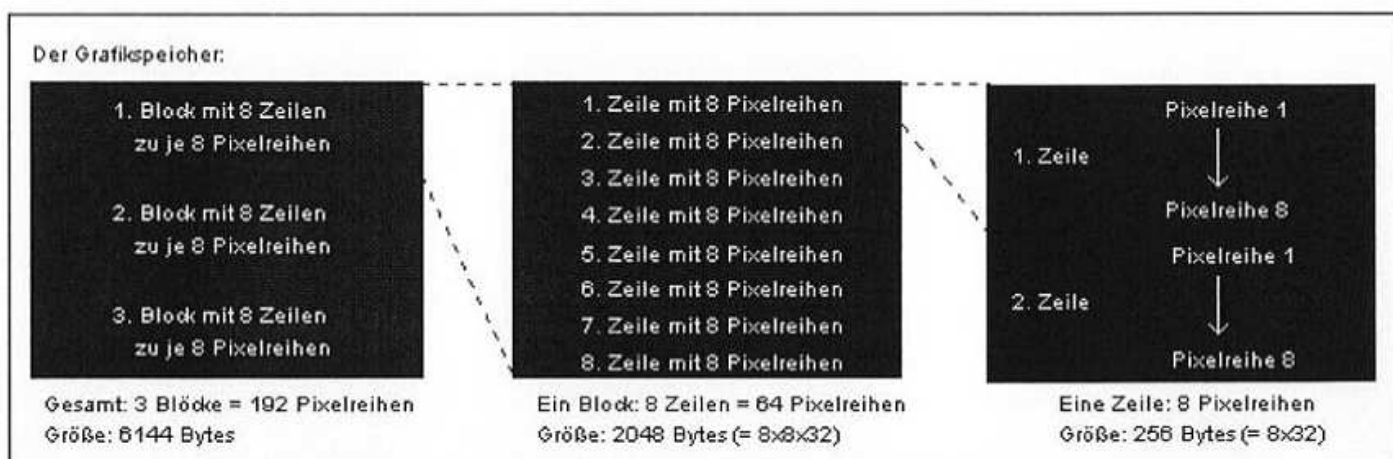 Der Grafikspeicher:
1. Block mit 8 Zeilen
zu je 8 Pixelreihen
2. Block mit 8 Zeilen
zu je 8 Pixelreihen
3. Block mit 8 Zeilen
zu je 8 Pixelreihen
Gesamt: 3 Blöcke = 192 Pixelreihen
Größe: 6144 Bytes
1. Zeile mit 8 Pixelreihen
2. Zeile mit 8 Pixelreihen
3. Zeile mit 8 Pixelreihen
4. Zeile mit 8 Pixelreihen
5. Zeile mit 8 Pixelreihen
6. Zeile mit 8 Pixelreihen
7. Zeile mit 8 Pixelreihen
8. Zeile mit 8 Pixelreihen
Ein Block: 8 Zeilen = 64 Pixelreihen
Größe: 2048 Bytes (= 8x8x32)
Pixelreihe 1
1. Zeile
Pixelreihe 8
Pixelreihe 1
2. Zeile
Pixelreihe 8
Eine Zeile: 8 Pixelreihen
Größe: 256 Bytes (= 8x32)